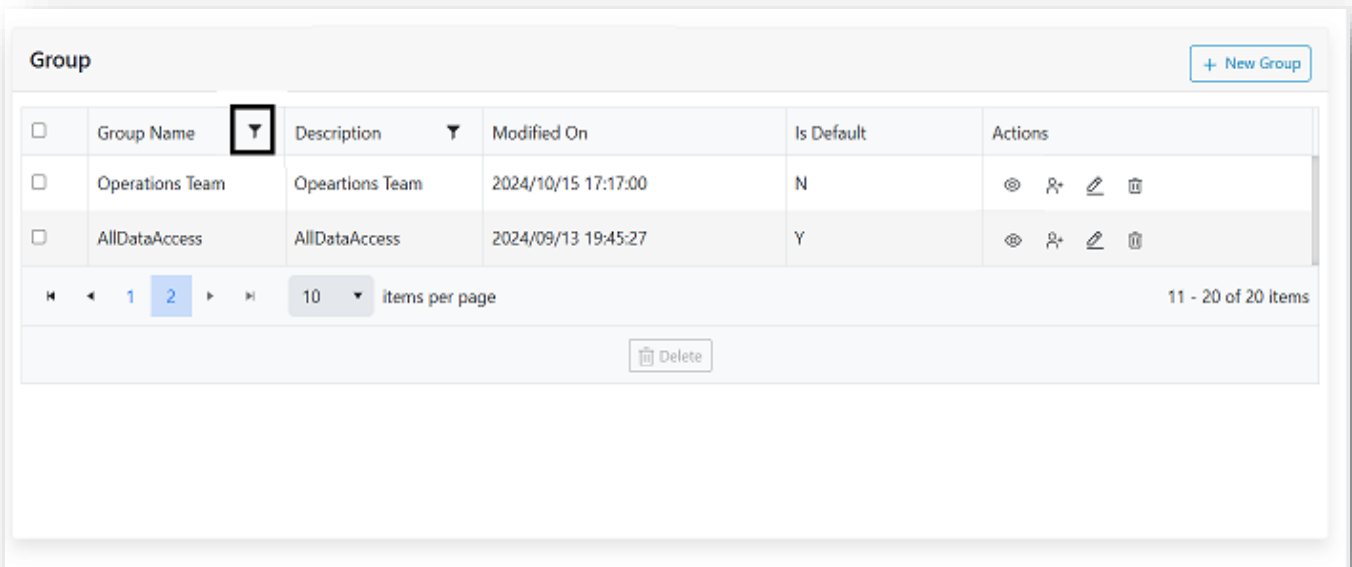 Group
+ New Group
Group Name Description Modified On Is Default Actions
Operations Team Opeartions Team 2024/10/15 17:17:00 N
AllDataAccess AllDataAccess 2024/09/13 19:45:27 Y
1 2 10 items per page 11 - 20 of 20 items
Delete